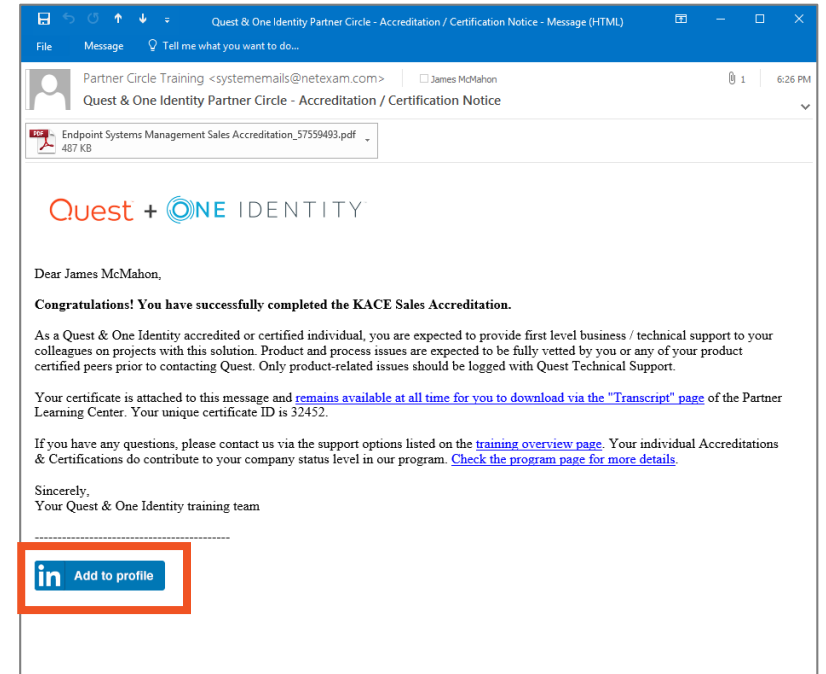 Quest & One Identity Partner Circle - Accreditation / Certification Notice - Message (HTML)
File Message Tell me what you want to do...
Partner Circle Training <systememails@netexam.com> James McMahon 1 6:26 PM
Quest & One Identity Partner Circle - Accreditation / Certification Notice
PDF Endpoint Systems Management Sales Accreditation_57559493.pdf
487 KB
Quest + ONE IDENTITY
Dear James McMahon,
Congratulations! You have successfully completed the KACE Sales Accreditation.
As a Quest & One Identity accredited or certified individual, you are expected to provide first level business / technical support to your
colleagues on projects with this solution. Product and process issues are expected to be fully vetted by you or any of your product
certified peers prior to contacting Quest. Only product-related issues should be logged with Quest Technical Support.
Your certificate is attached to this message and remains available at all time for you to download via the "Transcript" page of the Partner
Learning Center. Your unique certificate ID is 32452.
If you have any questions, please contact us via the support options listed on the training overview page. Your individual Accreditations
& Certifications do contribute to your company status level in our program. Check the program page for more details.
Sincerely,
Your Quest & One Identity training team
-------------------------------------------
in Add to profile